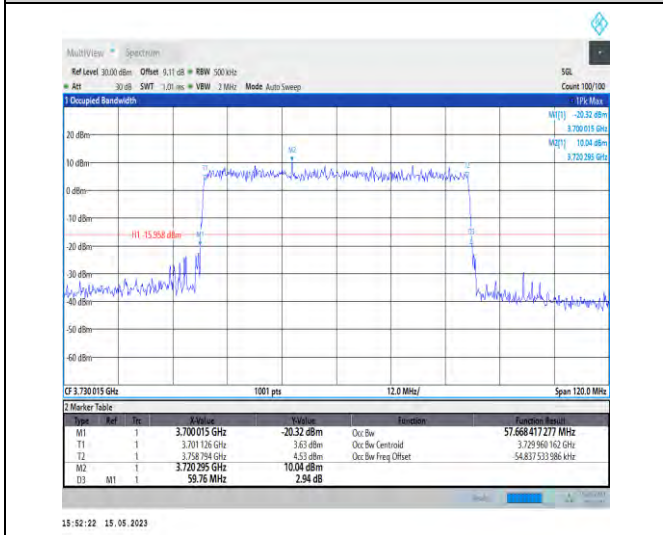 MultiView Spectrum
Ref Level 30.00 dBm Offset 9.11 dB RBW 500 kHz SGL
Att 30 dB SWT 1.01 ms VBW 2 MHz Mode Auto Sweep Count 100/100
1 Occupied Bandwidth 1Pk Max
M1[1] -20.32 dBm
3.700 015 GHz
M2[1] 10.04 dBm
3.720 295 GHz
20 dBm
M2
10 dBm
T1 T2
0 dBm
-10 dBm
H1 -15.958 dBm M1 D3
-20 dBm
-30 dBm
-40 dBm
-50 dBm
-60 dBm
CF 3.730 015 GHz 1001 pts 12.0 MHz/ Span 120.0 MHz
2 Marker Table
Type Ref Trc X-Value Y-Value Function Function Result
M1 1 3.700 015 GHz -20.32 dBm Occ Bw 57.668 417 277 MHz
T1 1 3.701 126 GHz 3.63 dBm Occ Bw Centroid 3.729 960 162 GHz
T2 1 3.758 794 GHz 4.53 dBm Occ Bw Freq Offset -54.837 533 986 kHz
M2 1 3.720 295 GHz 10.04 dBm
D3 M1 1 59.76 MHz 2.94 dB
15:52:22 15.05.2023